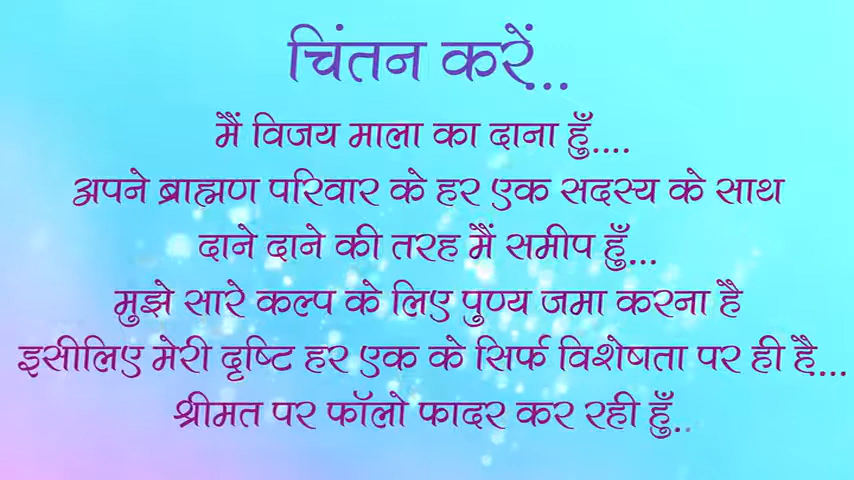 चिंतन करें...
मैं विजय माला का दाना हूँ....
अपने ब्राह्मण परिवार के हर एक सदस्य के साथ
दाने दाने की तरह मैं समीप हूँ...
मुझे सारे कल्प के लिए पुण्य जमा करना है
इसीलिए मेरी दृष्टि हर एक के सिर्फ विशेषता पर ही है...
श्रीमत पर फॉलो फादर कर रही हूँ..